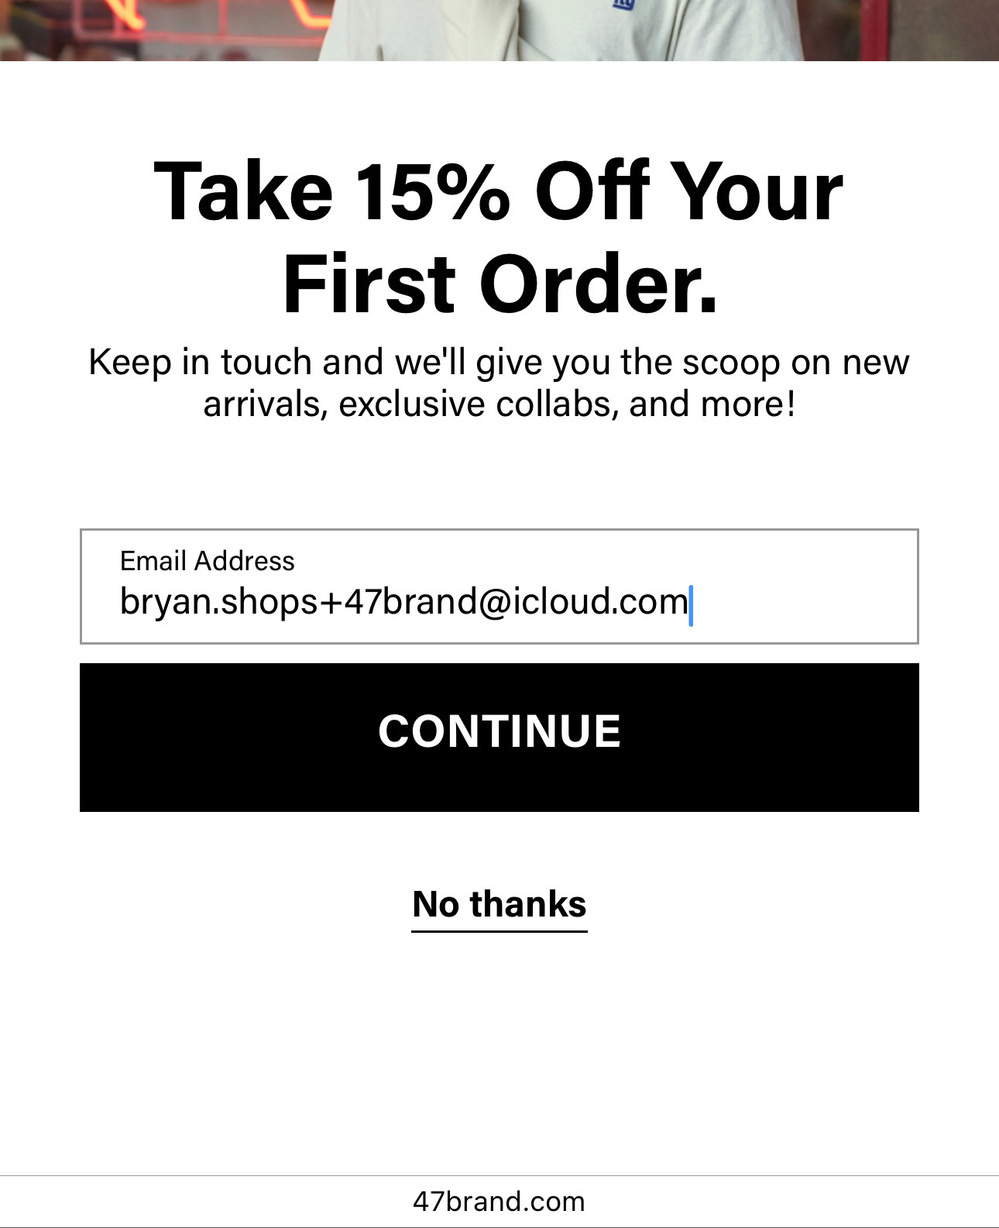 Take 15% Off Your
First Order.
Keep in touch and we'll give you the scoop on new
arrivals, exclusive collabs, and more!
Email Address
bryan.shops+47brand@icloud.com
CONTINUE
No thanks
47brand.com